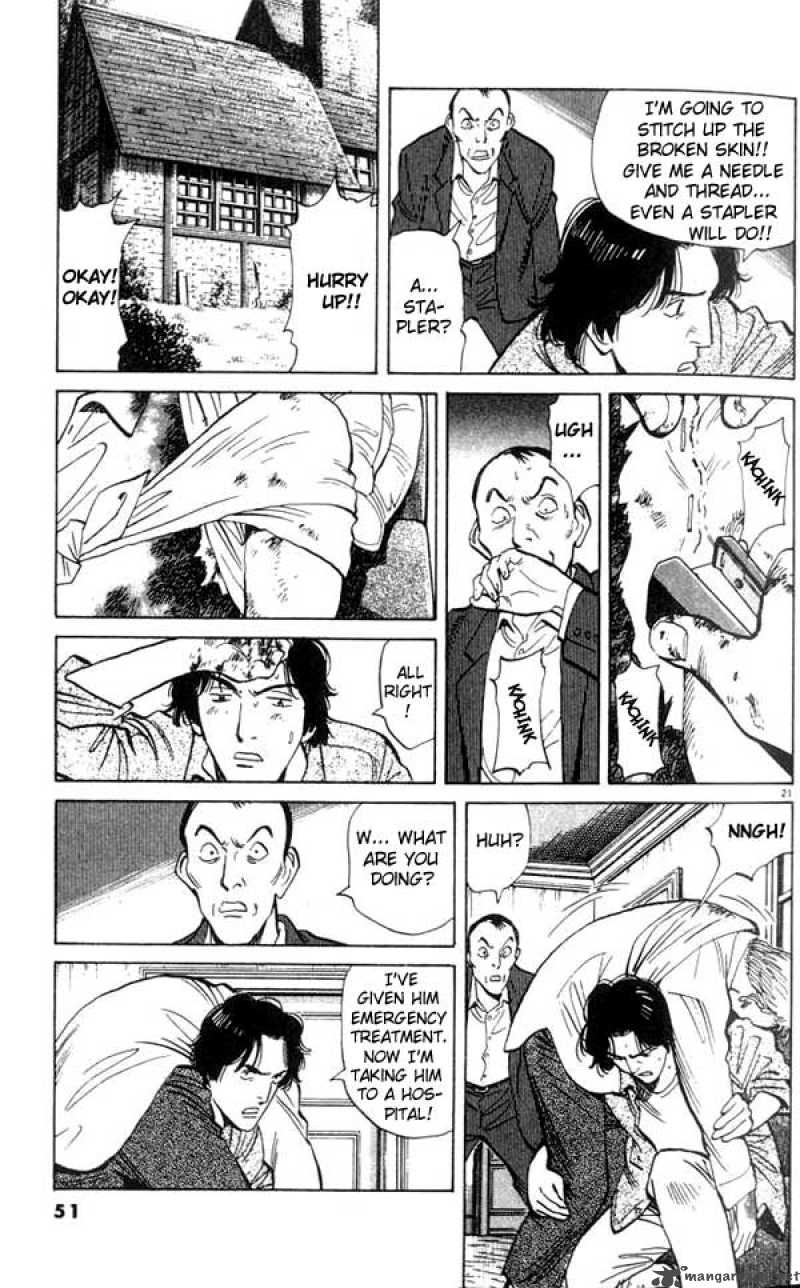 I'M GOING TO
STITCH UP THE
BROKEN SKIN!!
GIVE ME A NEEDLE
AND THREAD...
EVEN A STAPLER
WILL DO!!
A...
STA-
PLER?
HURRY
UP!!
OKAY!
OKAY!
KACHINK
KACHINK
KACHINK
UGH
...
KACHINK
ALL
RIGHT
!
21
NNGH!
HUH?
W... WHAT
ARE YOU
DOING?
I'VE
GIVEN HIM
EMERGENCY
TREATMENT.
NOW I'M
TAKING HIM
TO A HOS-
PITAL!
51